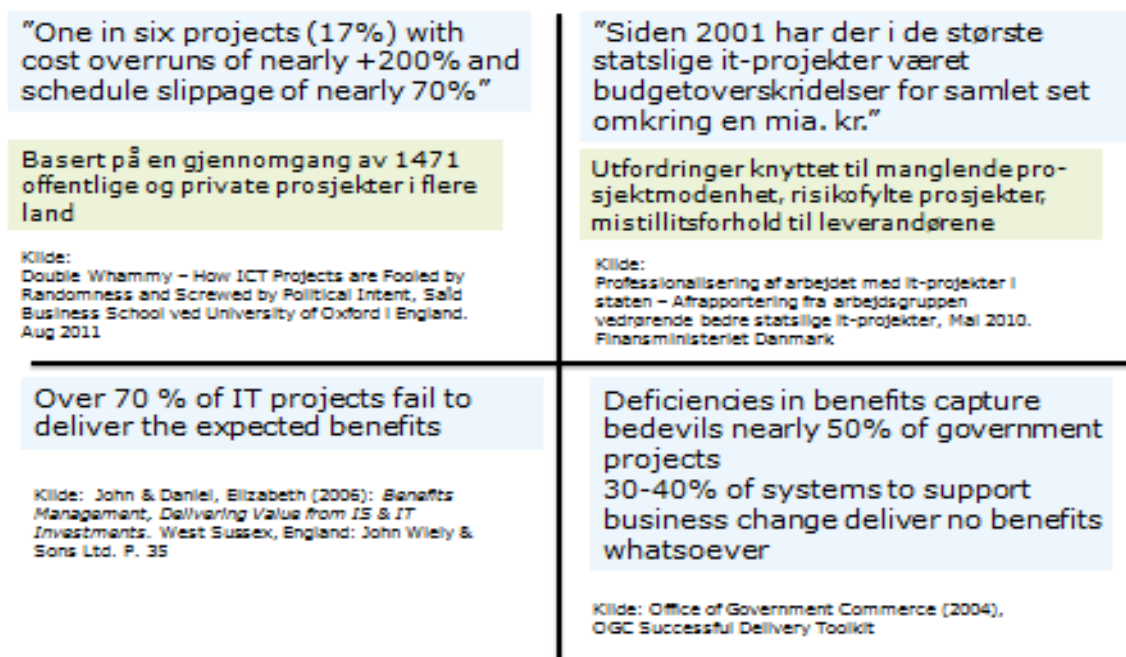 ”One in six projects (17%) with
cost overruns of nearly +200% and
schedule slippage of nearly 70%”
Basert på en gjennomgang av 1471
offentlige og private prosjekter i flere
land
Kilde:
Double Whammy – How ICT Projects are Fooled by
Randomness and Screwed by Political Intent, Saïd
Business School ved University of Oxford i England.
Aug 2011
”Siden 2001 har der i de største
statslige it-projekter været
budgetoverskridelser for samlet set
omkring en mia. kr.”
Utfordringer knyttet til manglende pro-
sjektmodenhet, risikofylte prosjekter,
mistillitsforhold til leverandørene
Kilde:
Professionalisering af arbejdet med it-projekter i
staten – Afrapportering fra arbejdsgruppen
vedrørende bedre statslige it-projekter, Mai 2010.
Finansministeriet Danmark
Over 70 % of IT projects fail to
deliver the expected benefits
Kilde: John & Daniel, Elizabeth (2006): Benefits
Management, Delivering Value from IS & IT
Investments. West Sussex, England: John Wiely &
Sons Ltd. P. 35
Deficiencies in benefits capture
bedevils nearly 50% of government
projects
30-40% of systems to support
business change deliver no benefits
whatsoever
Kilde: Office of Government Commerce (2004),
OGC Successful Delivery Toolkit